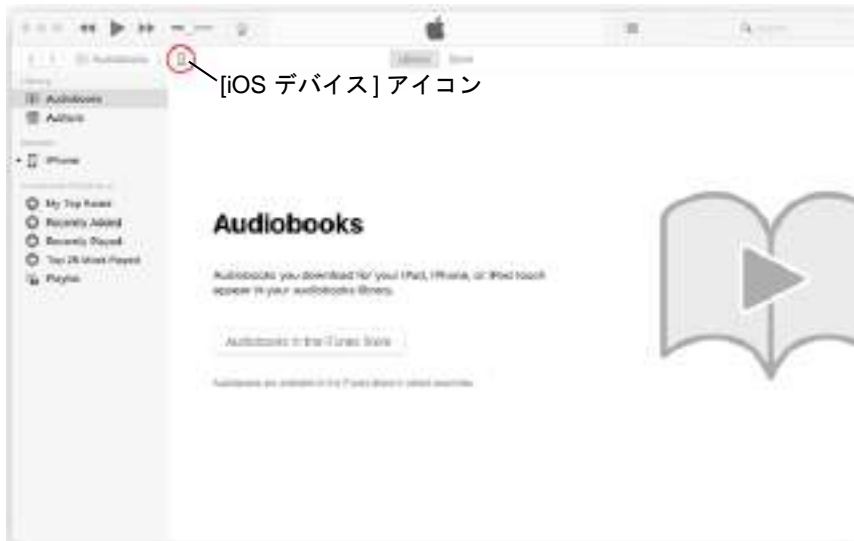 Audiobooks
[iOS デバイス] アイコン
Library
Audiobooks
Authors
iPhone
My Top Rated
Recently Added
Recently Played
Top 25 Most Played
Playlist
Audiobooks
Audiobooks you download for your iPad, iPhone, or iPod touch
appear in your audiobooks library.
Audiobooks in the iTunes Store